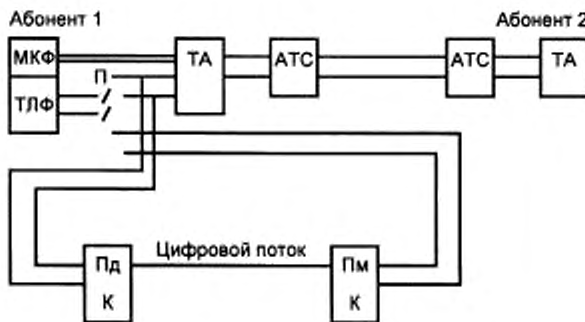 Абонент 1
Абонент 2
МКФ
ТА
АТС
АТС
ТА
П
ТЛФ
Цифровой поток
Пд
К
Пм
К